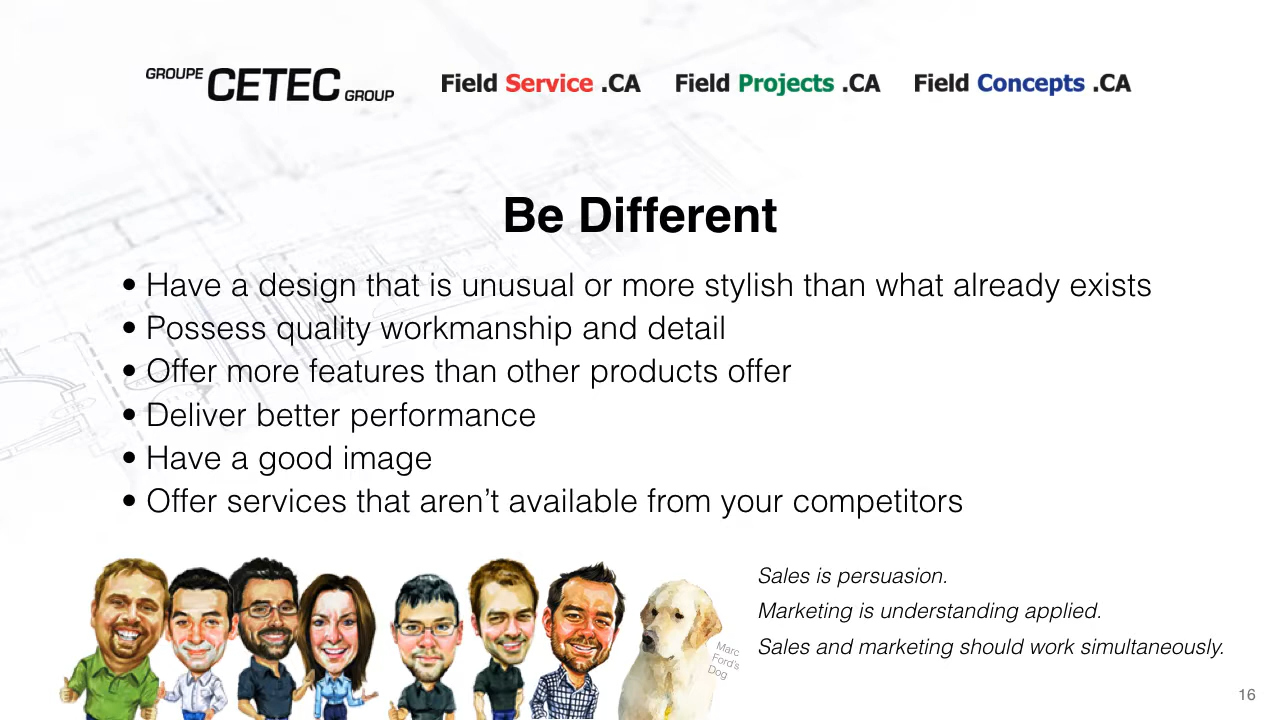 GROUPE CETEC GROUP
Field Service .CA
Field Projects .CA
Field Concepts .CA
Be Different
• Have a design that is unusual or more stylish than what already exists
• Possess quality workmanship and detail
• Offer more features than other products offer
• Deliver better performance
• Have a good image
• Offer services that aren’t available from your competitors
Sales is persuasion.
Marketing is understanding applied.
Sales and marketing should work simultaneously.
Marc
Ford's
Dog
16